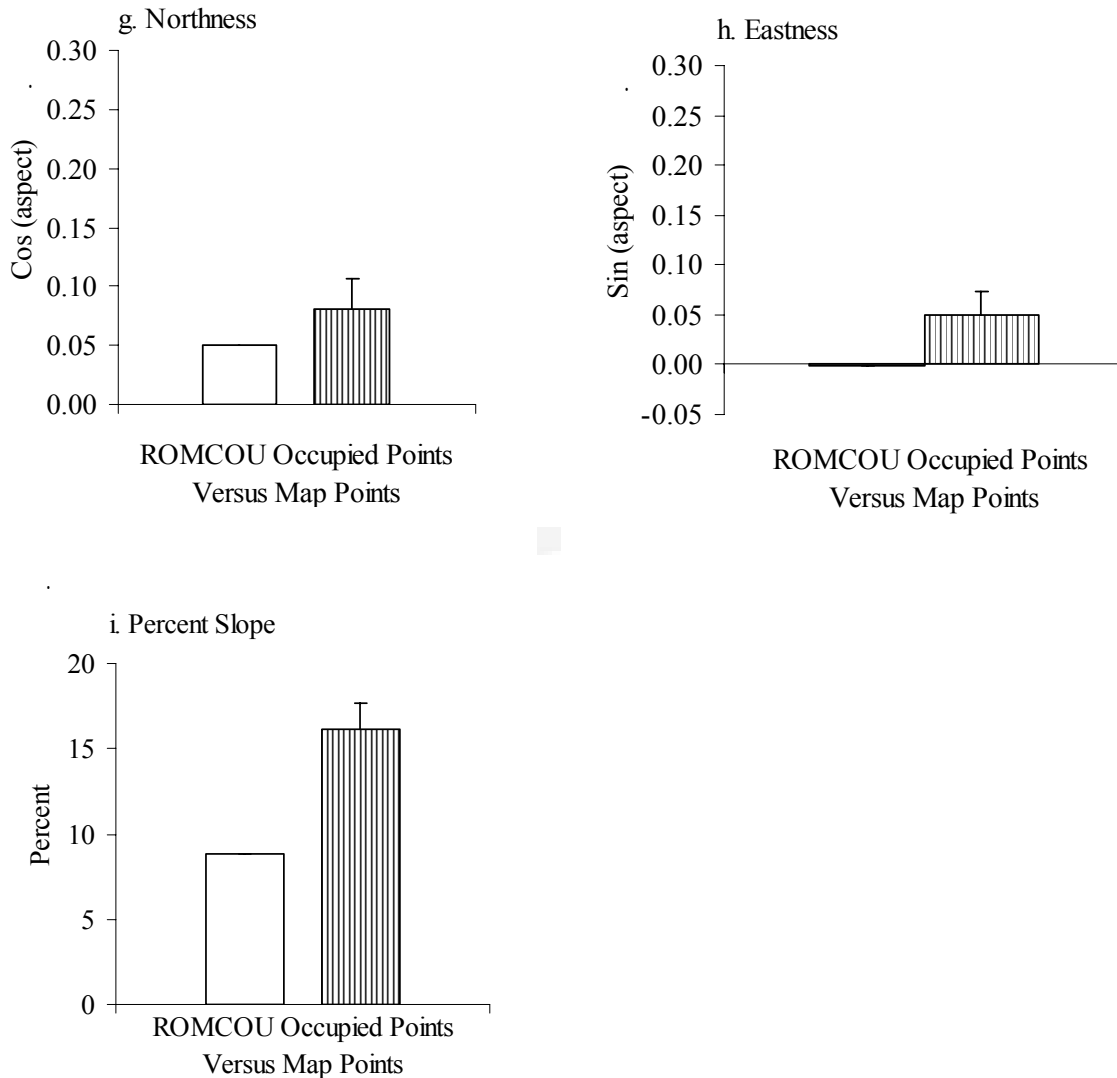 g. Northness
0.30
0.25
0.20
0.15
0.10
0.05
0.00
Cos (aspect)
ROMCOU Occupied Points
Versus Map Points
h. Eastness
0.30
0.25
0.20
0.15
0.10
0.05
0.00
-0.05
Sin (aspect)
ROMCOU Occupied Points
Versus Map Points
i. Percent Slope
20
15
10
5
0
Percent
ROMCOU Occupied Points
Versus Map Points